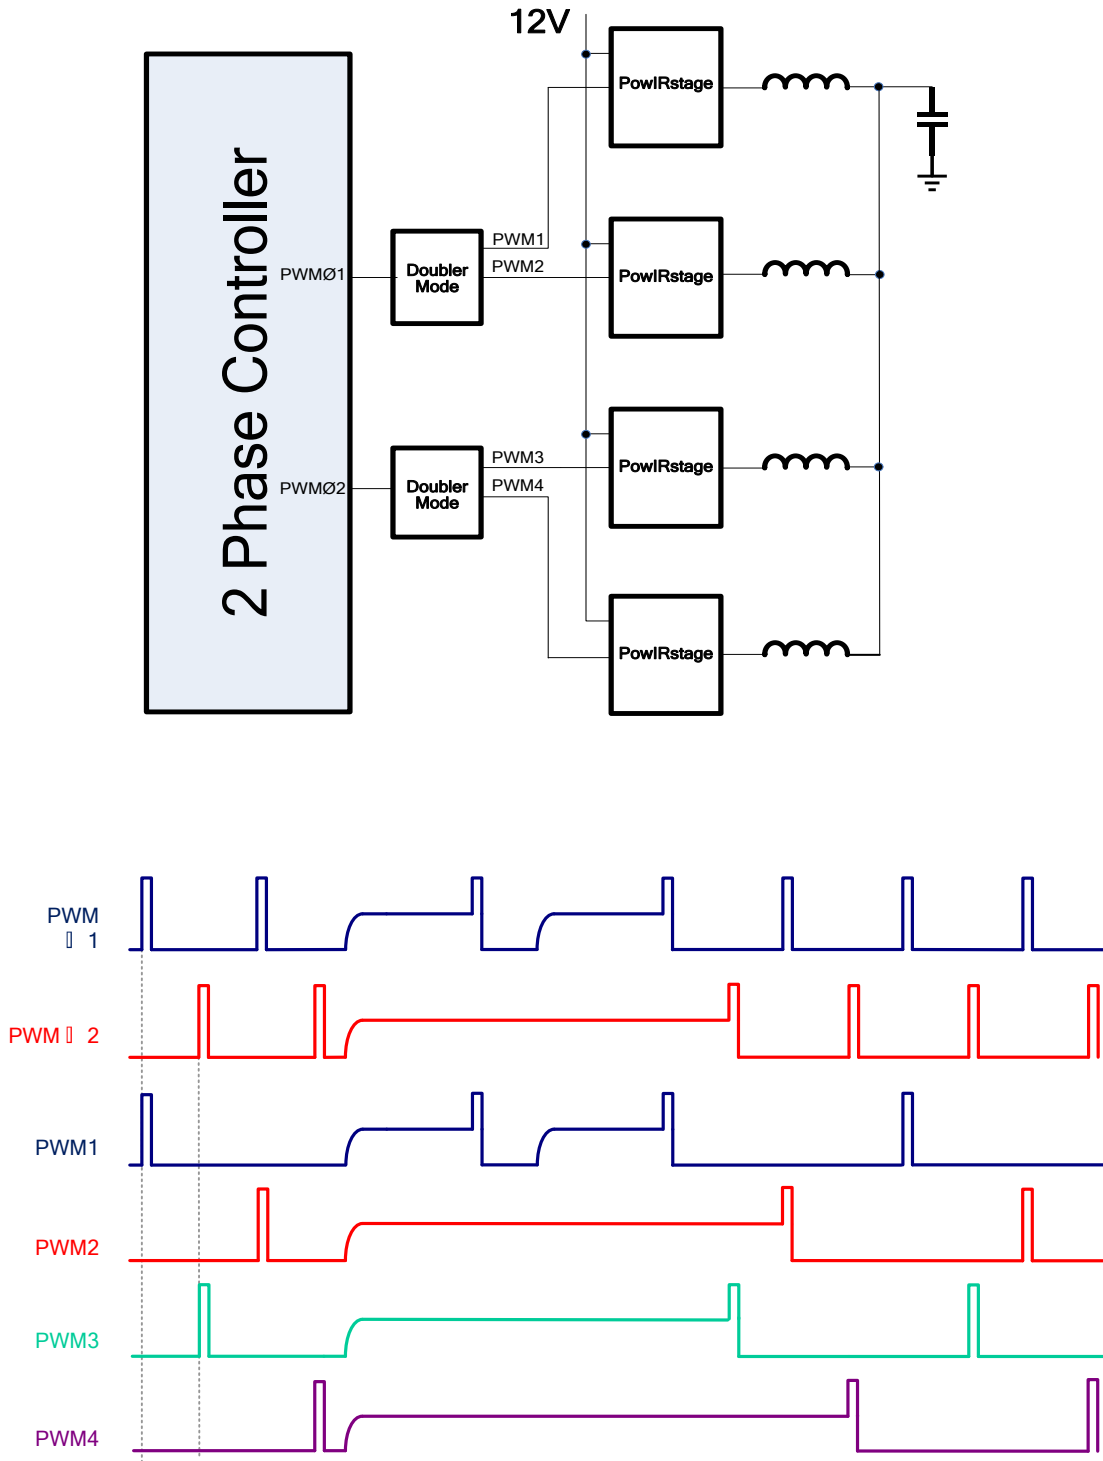 12V
PowIRstage
2 Phase Controller
PWMØ1
Doubler
Mode
PWM1
PWM2
PowIRstage
PWMØ2
Doubler
Mode
PWM3
PWM4
PowIRstage
PowIRstage
PWM
▯ 1
PWM ▯ 2
PWM1
PWM2
PWM3
PWM4